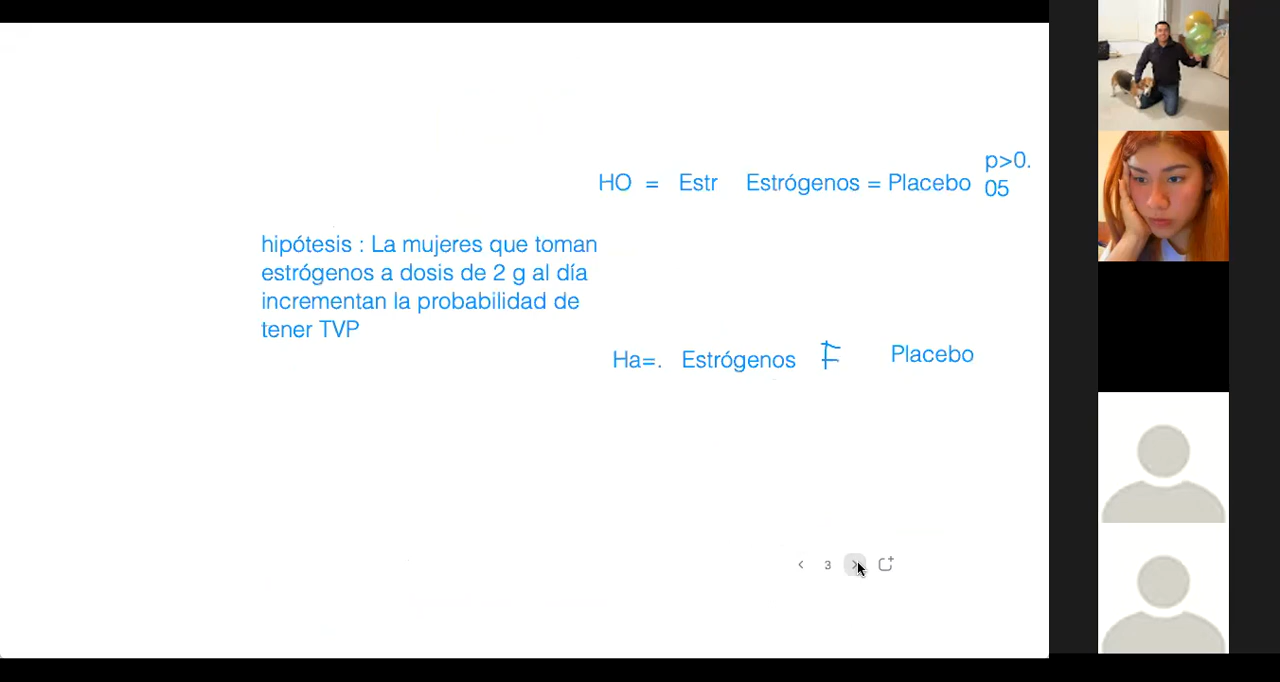 HO = Estr Estrógenos = Placebo
p>0.
05
hipótesis : La mujeres que toman
estrógenos a dosis de 2 g al día
incrementan la probabilidad de
tener TVP
Ha=. Estrógenos ≠ Placebo
3